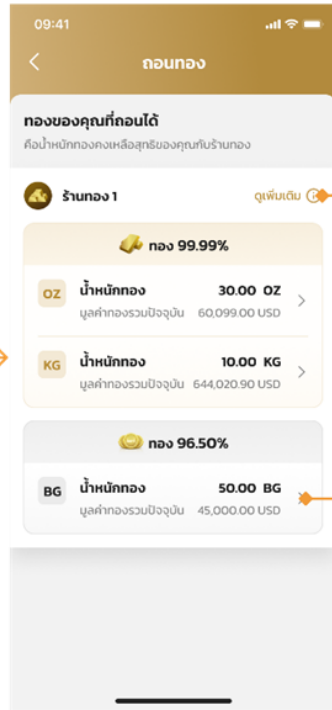 09:41
ถอนทอง
ทองของคุณที่ถอนได้
คือน้ำหนักทองคงเหลือสุทธิของคุณกับร้านทอง
ร้านทอง 1 ดูเพิ่มเติม
ทอง 99.99%
OZ น้ำหนักทอง 30.00 OZ
มูลค่าทองรวมปัจจุบัน 60,099.00 USD
KG น้ำหนักทอง 10.00 KG
มูลค่าทองรวมปัจจุบัน 644,020.90 USD
ทอง 96.50%
BG น้ำหนักทอง 50.00 BG
มูลค่าทองรวมปัจจุบัน 45,000.00 USD